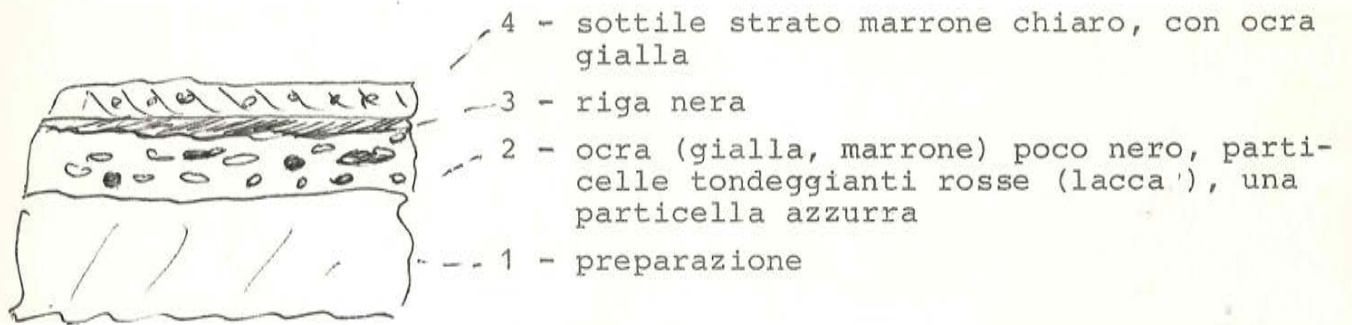 4 - sottile strato marrone chiaro, con ocra
gialla
3 - riga nera
2 - ocra (gialla, marrone) poco nero, parti-
celle tondeggianti rosse (lacca'), una
particella azzurra
1 - preparazione